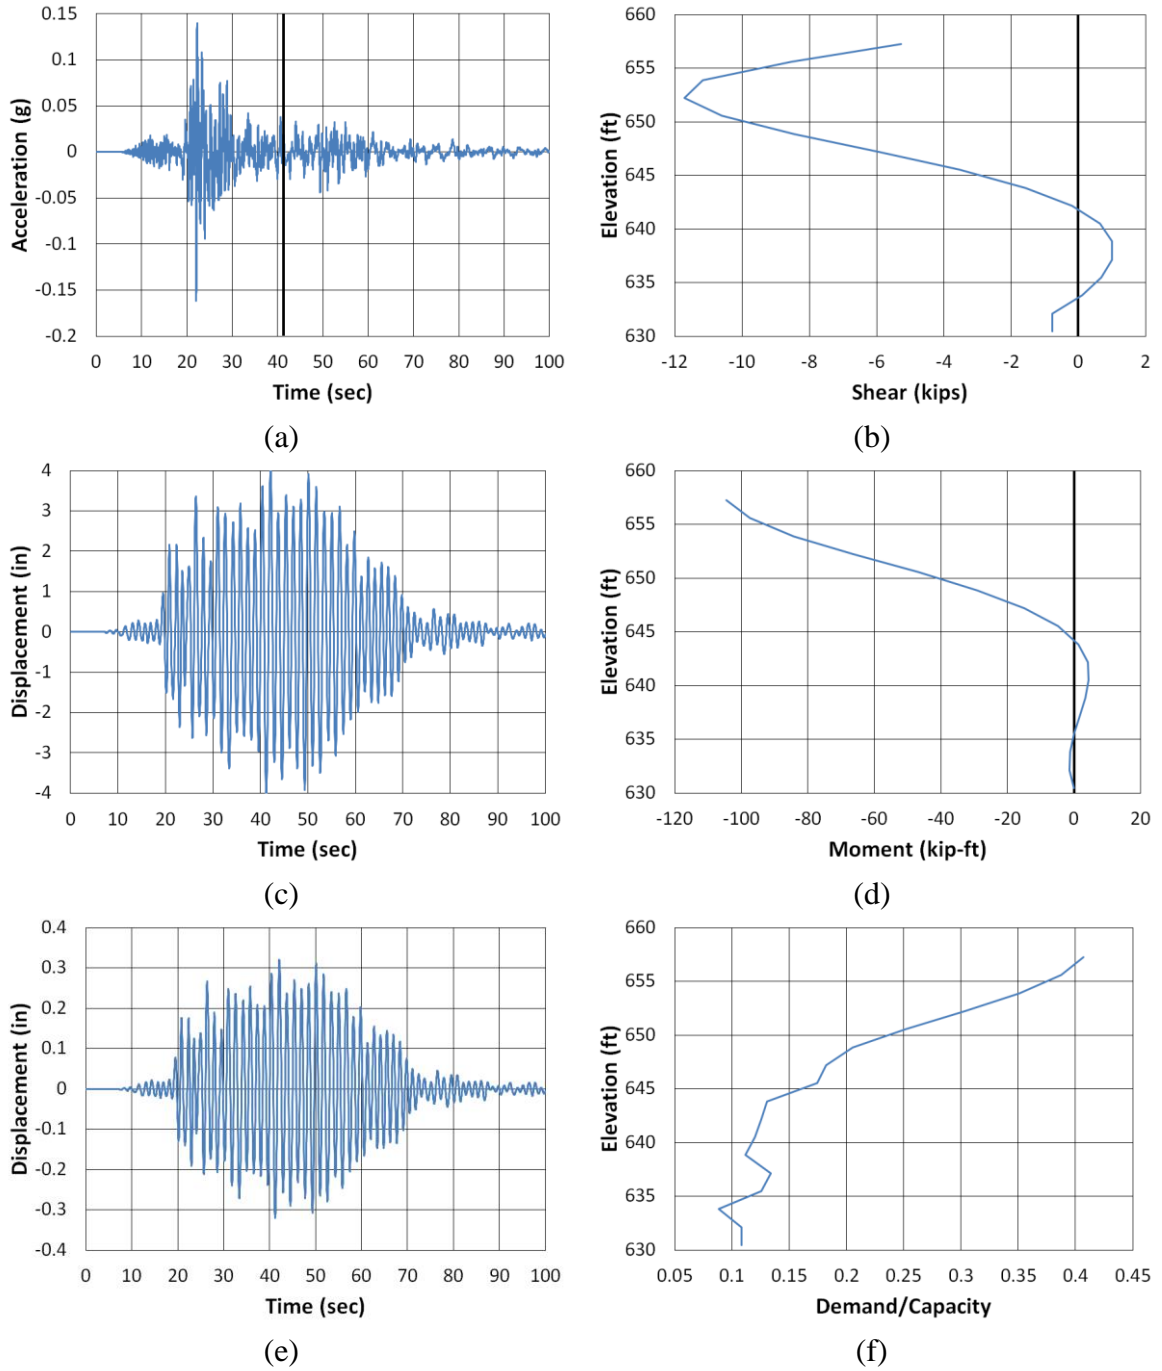 0.15
0.1
0.05
0
-0.05
-0.1
-0.15
-0.2
Acceleration (g)
0 10 20 30 40 50 60 70 80 90 100
Time (sec)
(a)
660
655
650
645
640
635
630
Elevation (ft)
-12 -10 -8 -6 -4 -2 0 2
Shear (kips)
(b)
4
3
2
1
0
-1
-2
-3
-4
Displacement (in)
0 10 20 30 40 50 60 70 80 90 100
Time (sec)
(c)
660
655
650
645
640
635
630
Elevation (ft)
-120 -100 -80 -60 -40 -20 0 20
Moment (kip-ft)
(d)
0.4
0.3
0.2
0.1
0
-0.1
-0.2
-0.3
-0.4
Displacement (in)
0 10 20 30 40 50 60 70 80 90 100
Time (sec)
(e)
660
655
650
645
640
635
630
Elevation (ft)
0.05 0.1 0.15 0.2 0.25 0.3 0.35 0.4 0.45
Demand/Capacity
(f)